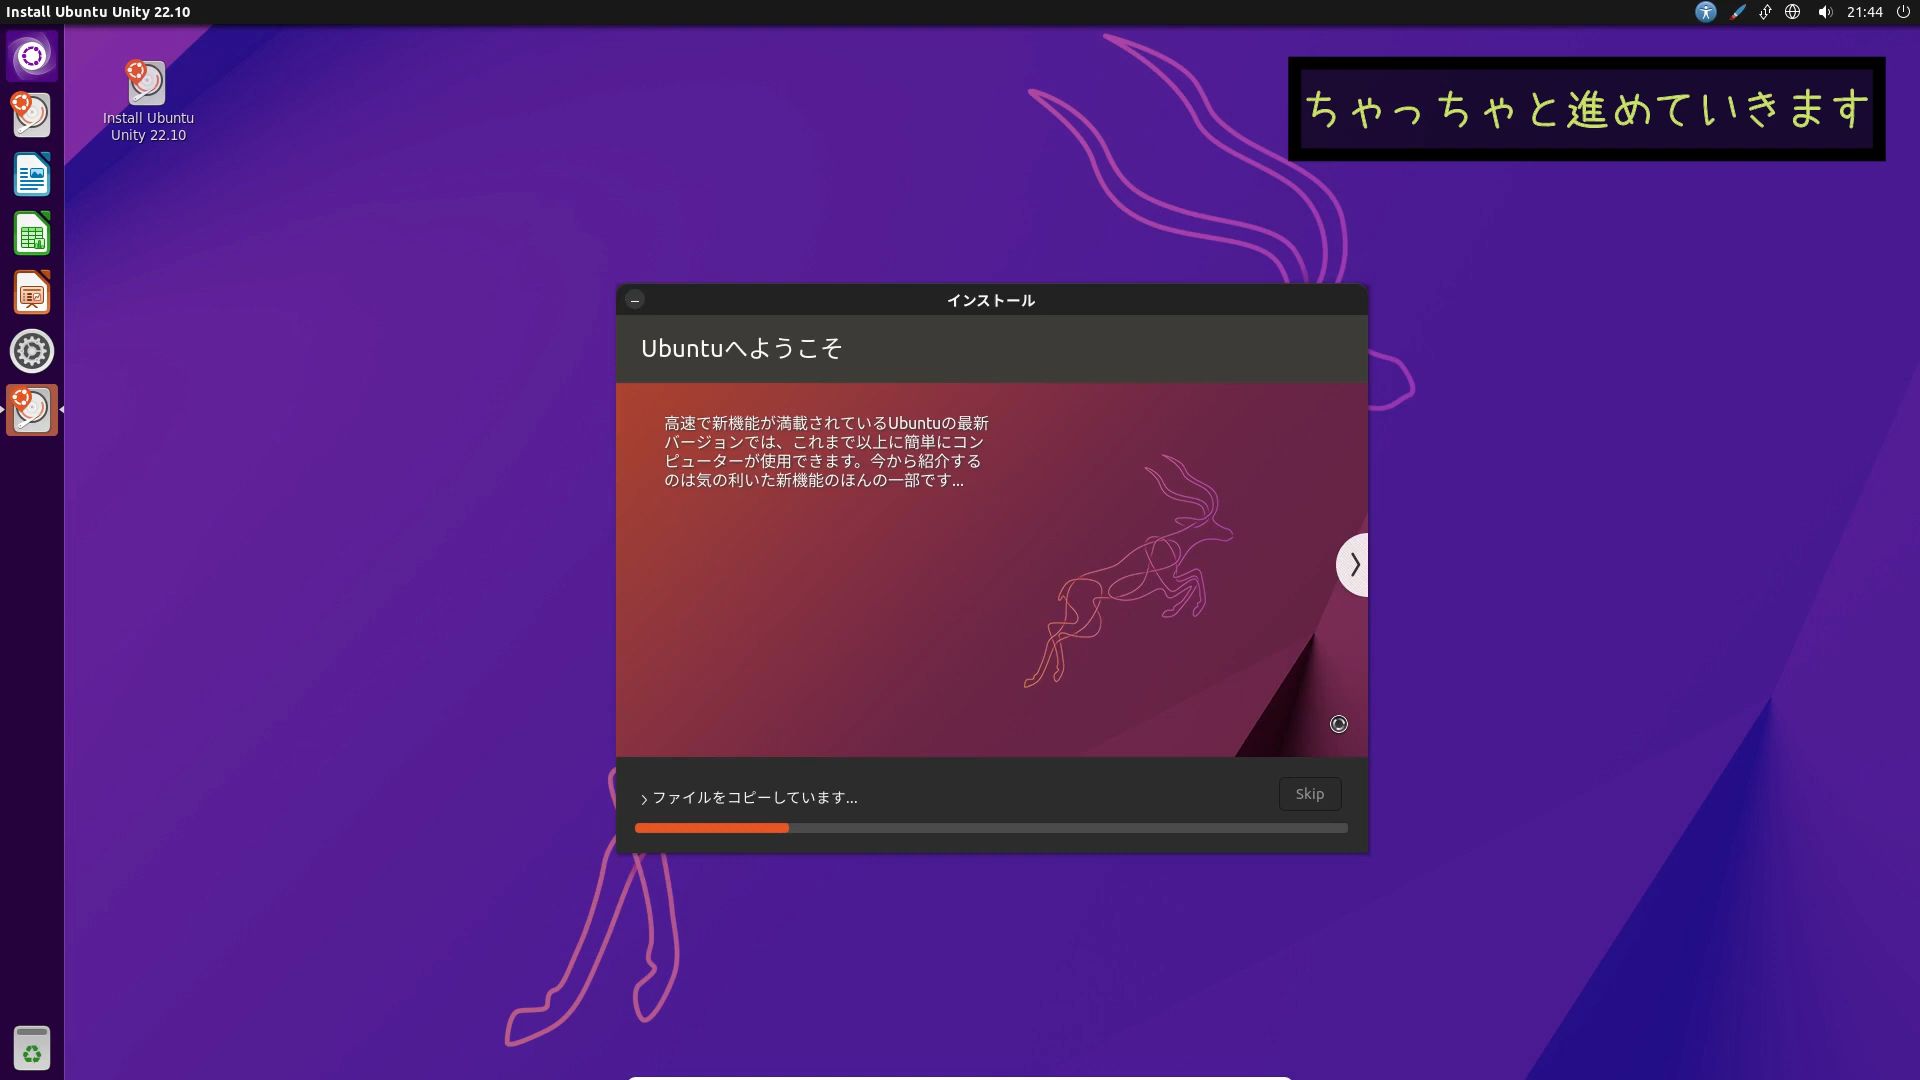 Install Ubuntu Unity 22.10
21:44
Install Ubuntu
Unity 22.10
ちゃっちゃと進めていきます
インストール
Ubuntuへようこそ
高速で新機能が満載されているUbuntuの最新
バージョンでは、これまで以上に簡単にコン
ピューターが使用できます。今から紹介する
のは気の利いた新機能のほんの一部です...
ファイルをコピーしています...
Skip